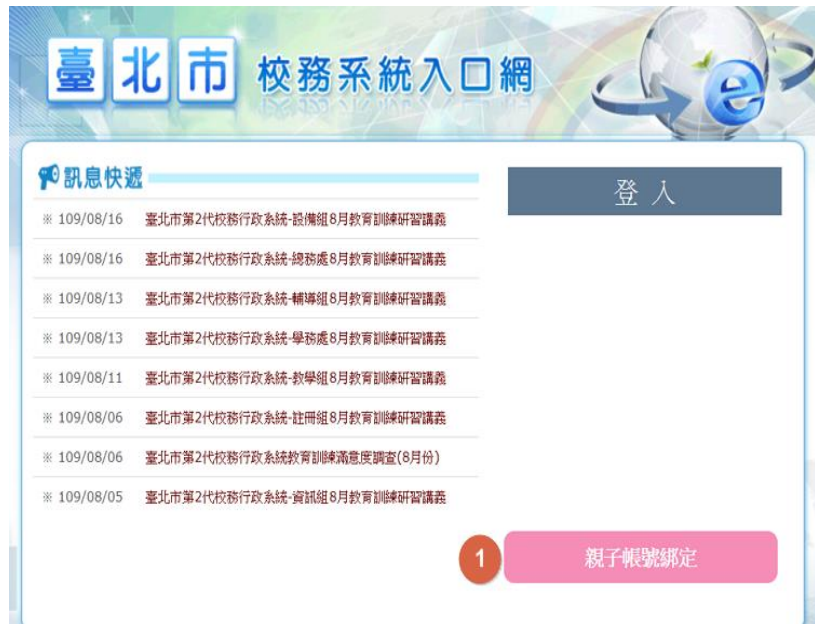 臺北市 校務系統入口網
訊息快遞
登入
※ 109/08/16 臺北市第2代校務行政系統-設備組8月教育訓練研習講義
※ 109/08/16 臺北市第2代校務行政系統-總務處8月教育訓練研習講義
※ 109/08/13 臺北市第2代校務行政系統-輔導組8月教育訓練研習講義
※ 109/08/13 臺北市第2代校務行政系統-學務處8月教育訓練研習講義
※ 109/08/11 臺北市第2代校務行政系統-教學組8月教育訓練研習講義
※ 109/08/06 臺北市第2代校務行政系統-註冊組8月教育訓練研習講義
※ 109/08/06 臺北市第2代校務行政系統教育訓練滿意度調查(8月份)
※ 109/08/05 臺北市第2代校務行政系統-資訊組8月教育訓練研習講義
1 親子帳號綁定